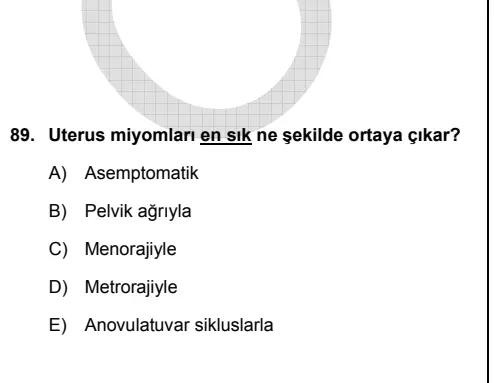 89. Uterus miyomları en sık ne şekilde ortaya çıkar?
A) Asemptomatik
B) Pelvik ağrıyla
C) Menorajiyle
D) Metrorajiyle
E) Anovulatuvar sikluslarla